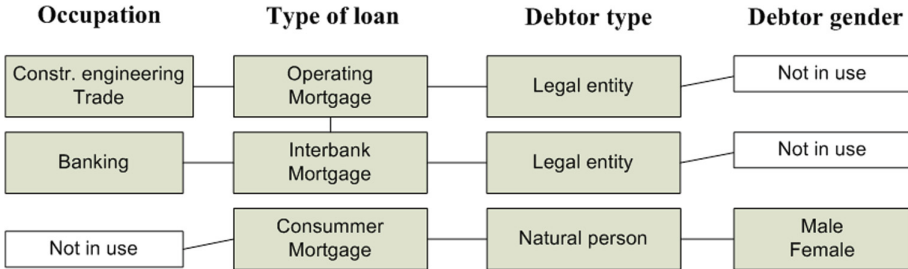 Occupation
Type of loan
Debtor type
Debtor gender
Constr. engineering
Trade
Operating
Mortgage
Legal entity
Not in use
Banking
Interbank
Mortgage
Legal entity
Not in use
Not in use
Consummer
Mortgage
Natural person
Male
Female